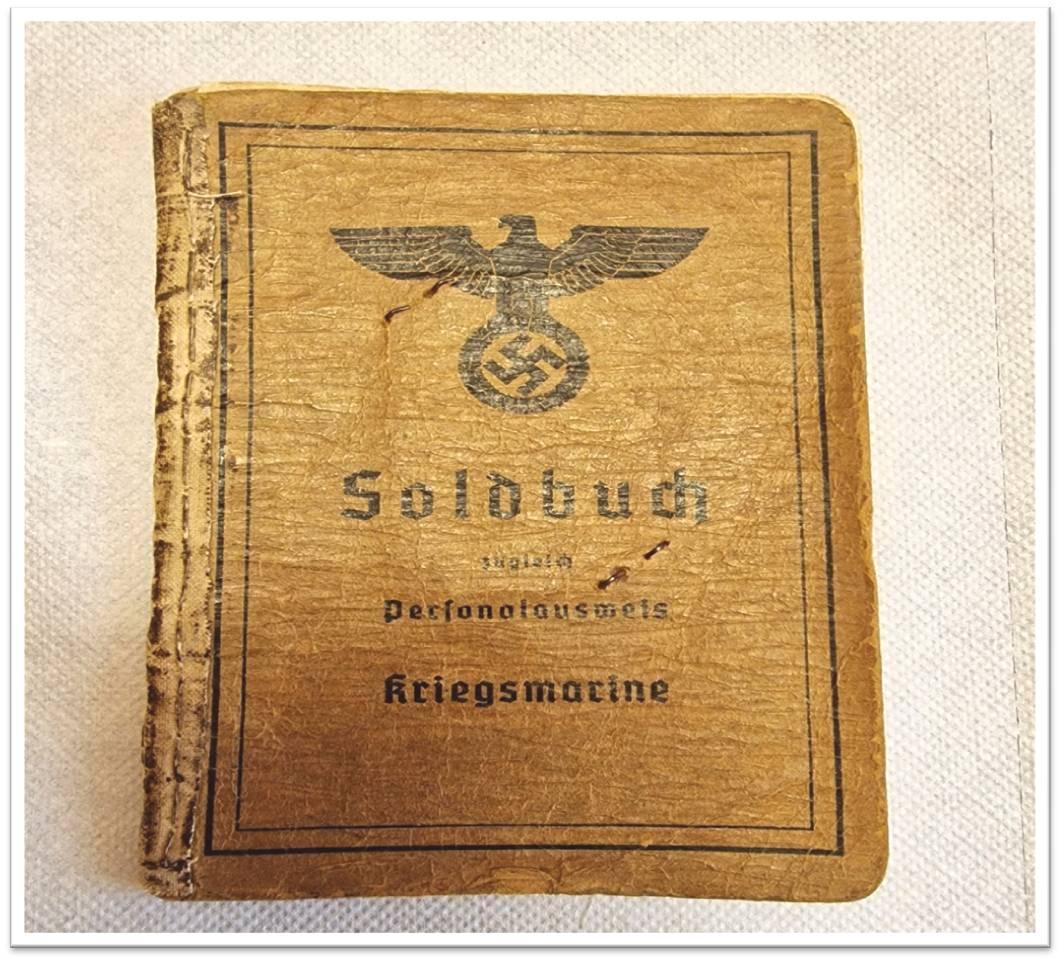 Soldbuch
zugleich
Personalausweis
Kriegsmarine